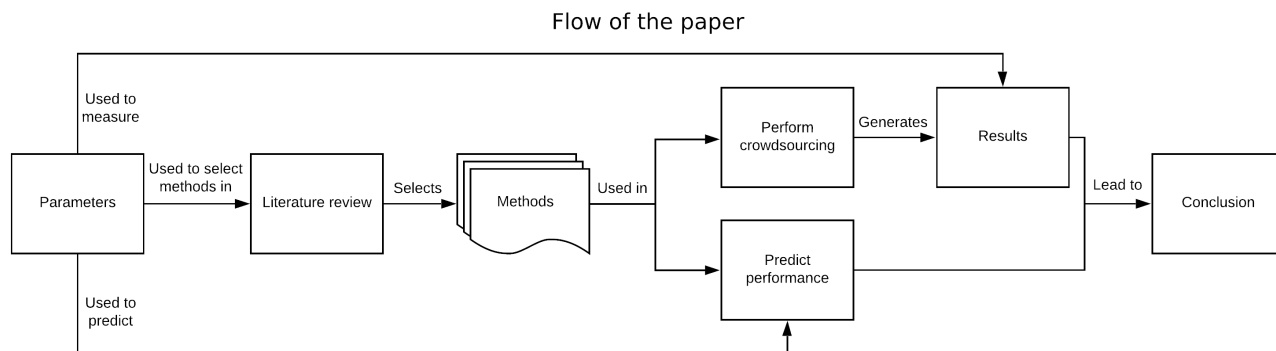 Flow of the paper
Used to
measure
Parameters
Used to select
methods in
Literature review
Selects
Methods
Used in
Perform
crowdsourcing
Generates
Results
Predict
performance
Lead to
Conclusion
Used to
predict